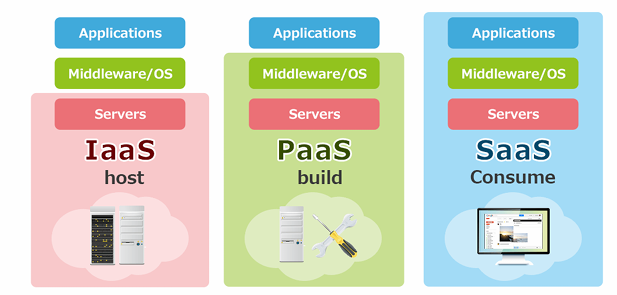 Applications
Middleware/OS
Servers
IaaS
host
Applications
Middleware/OS
Servers
PaaS
build
Applications
Middleware/OS
Servers
SaaS
Consume